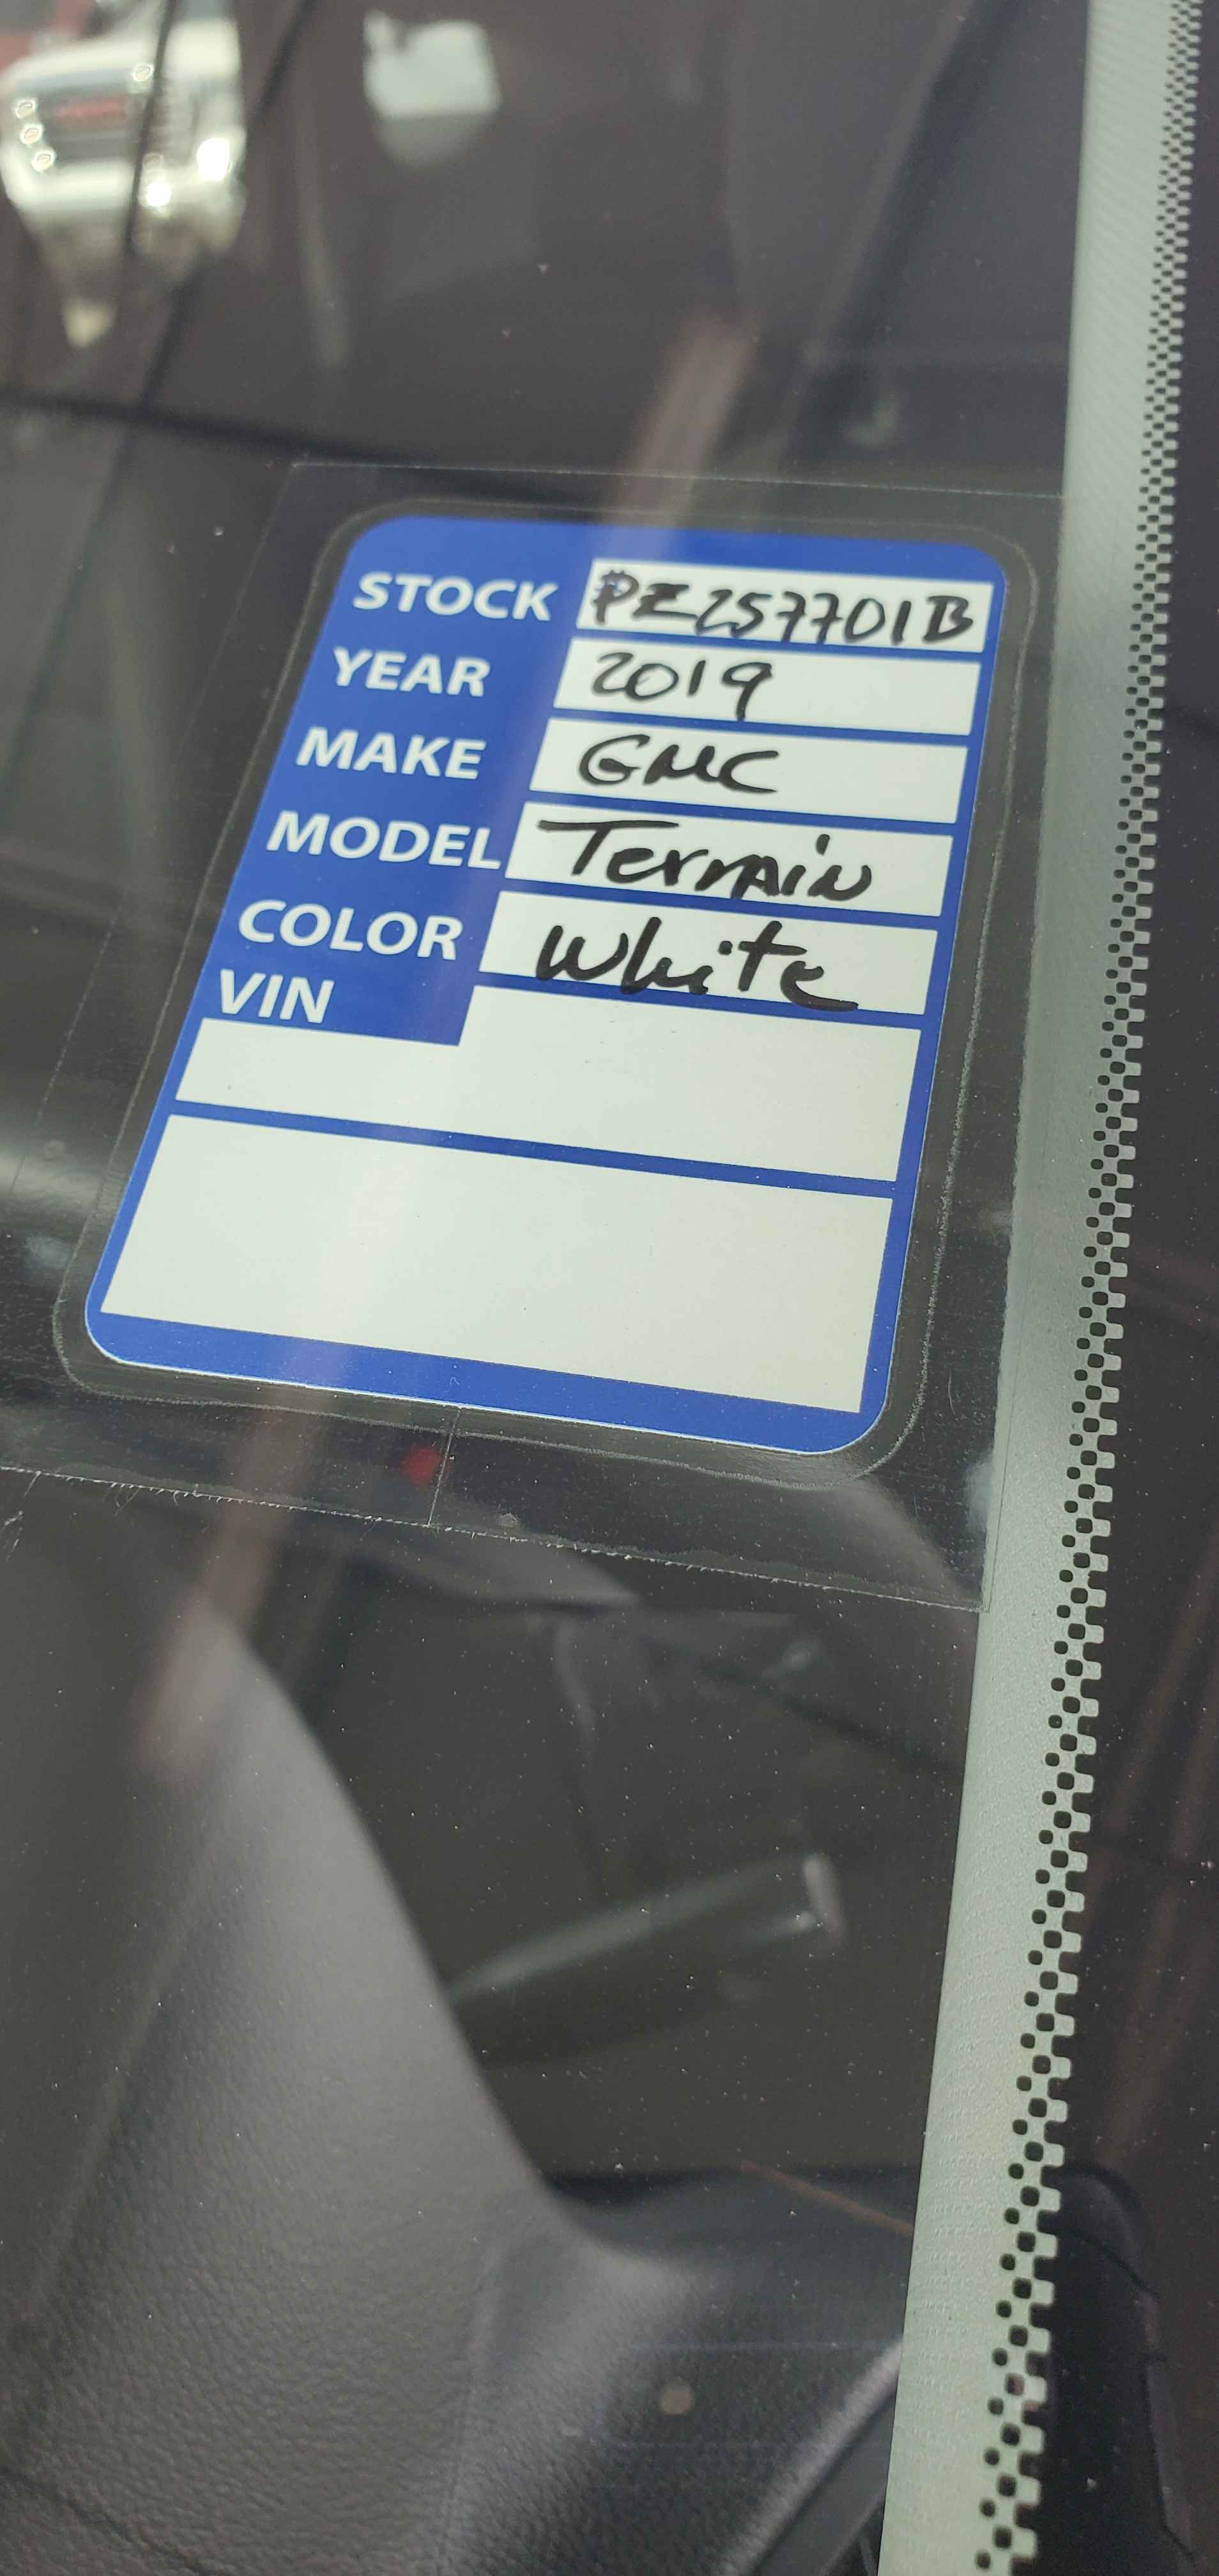 STOCK PZ257701B
YEAR 2019
MAKE GMC
MODEL Terrain
COLOR White
VIN